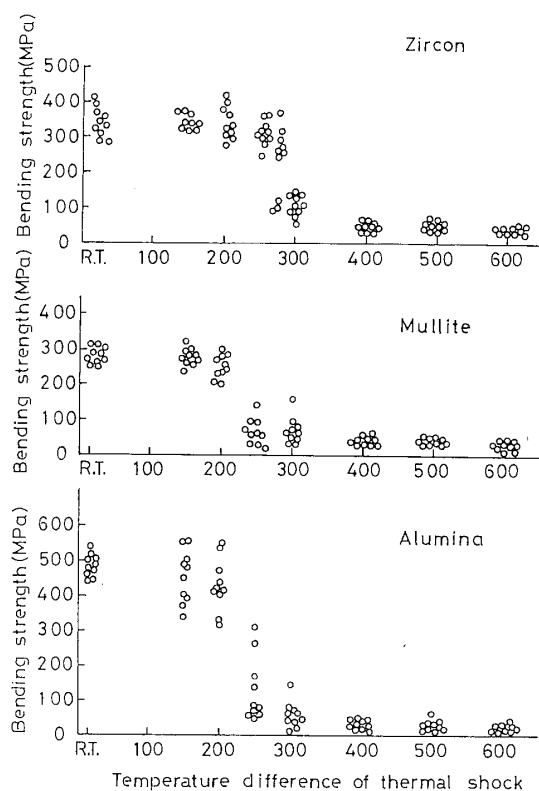 Zircon
Bending strength(MPa)
500
400
300
200
100
0
R.T. 100 200 300 400 500 600
Mullite
Bending strength(MPa)
400
300
200
100
0
R.T. 100 200 300 400 500 600
Alumina
Bending strength(MPa)
600
500
400
300
200
100
0
R.T. 100 200 300 400 500 600
Temperature difference of thermal shock